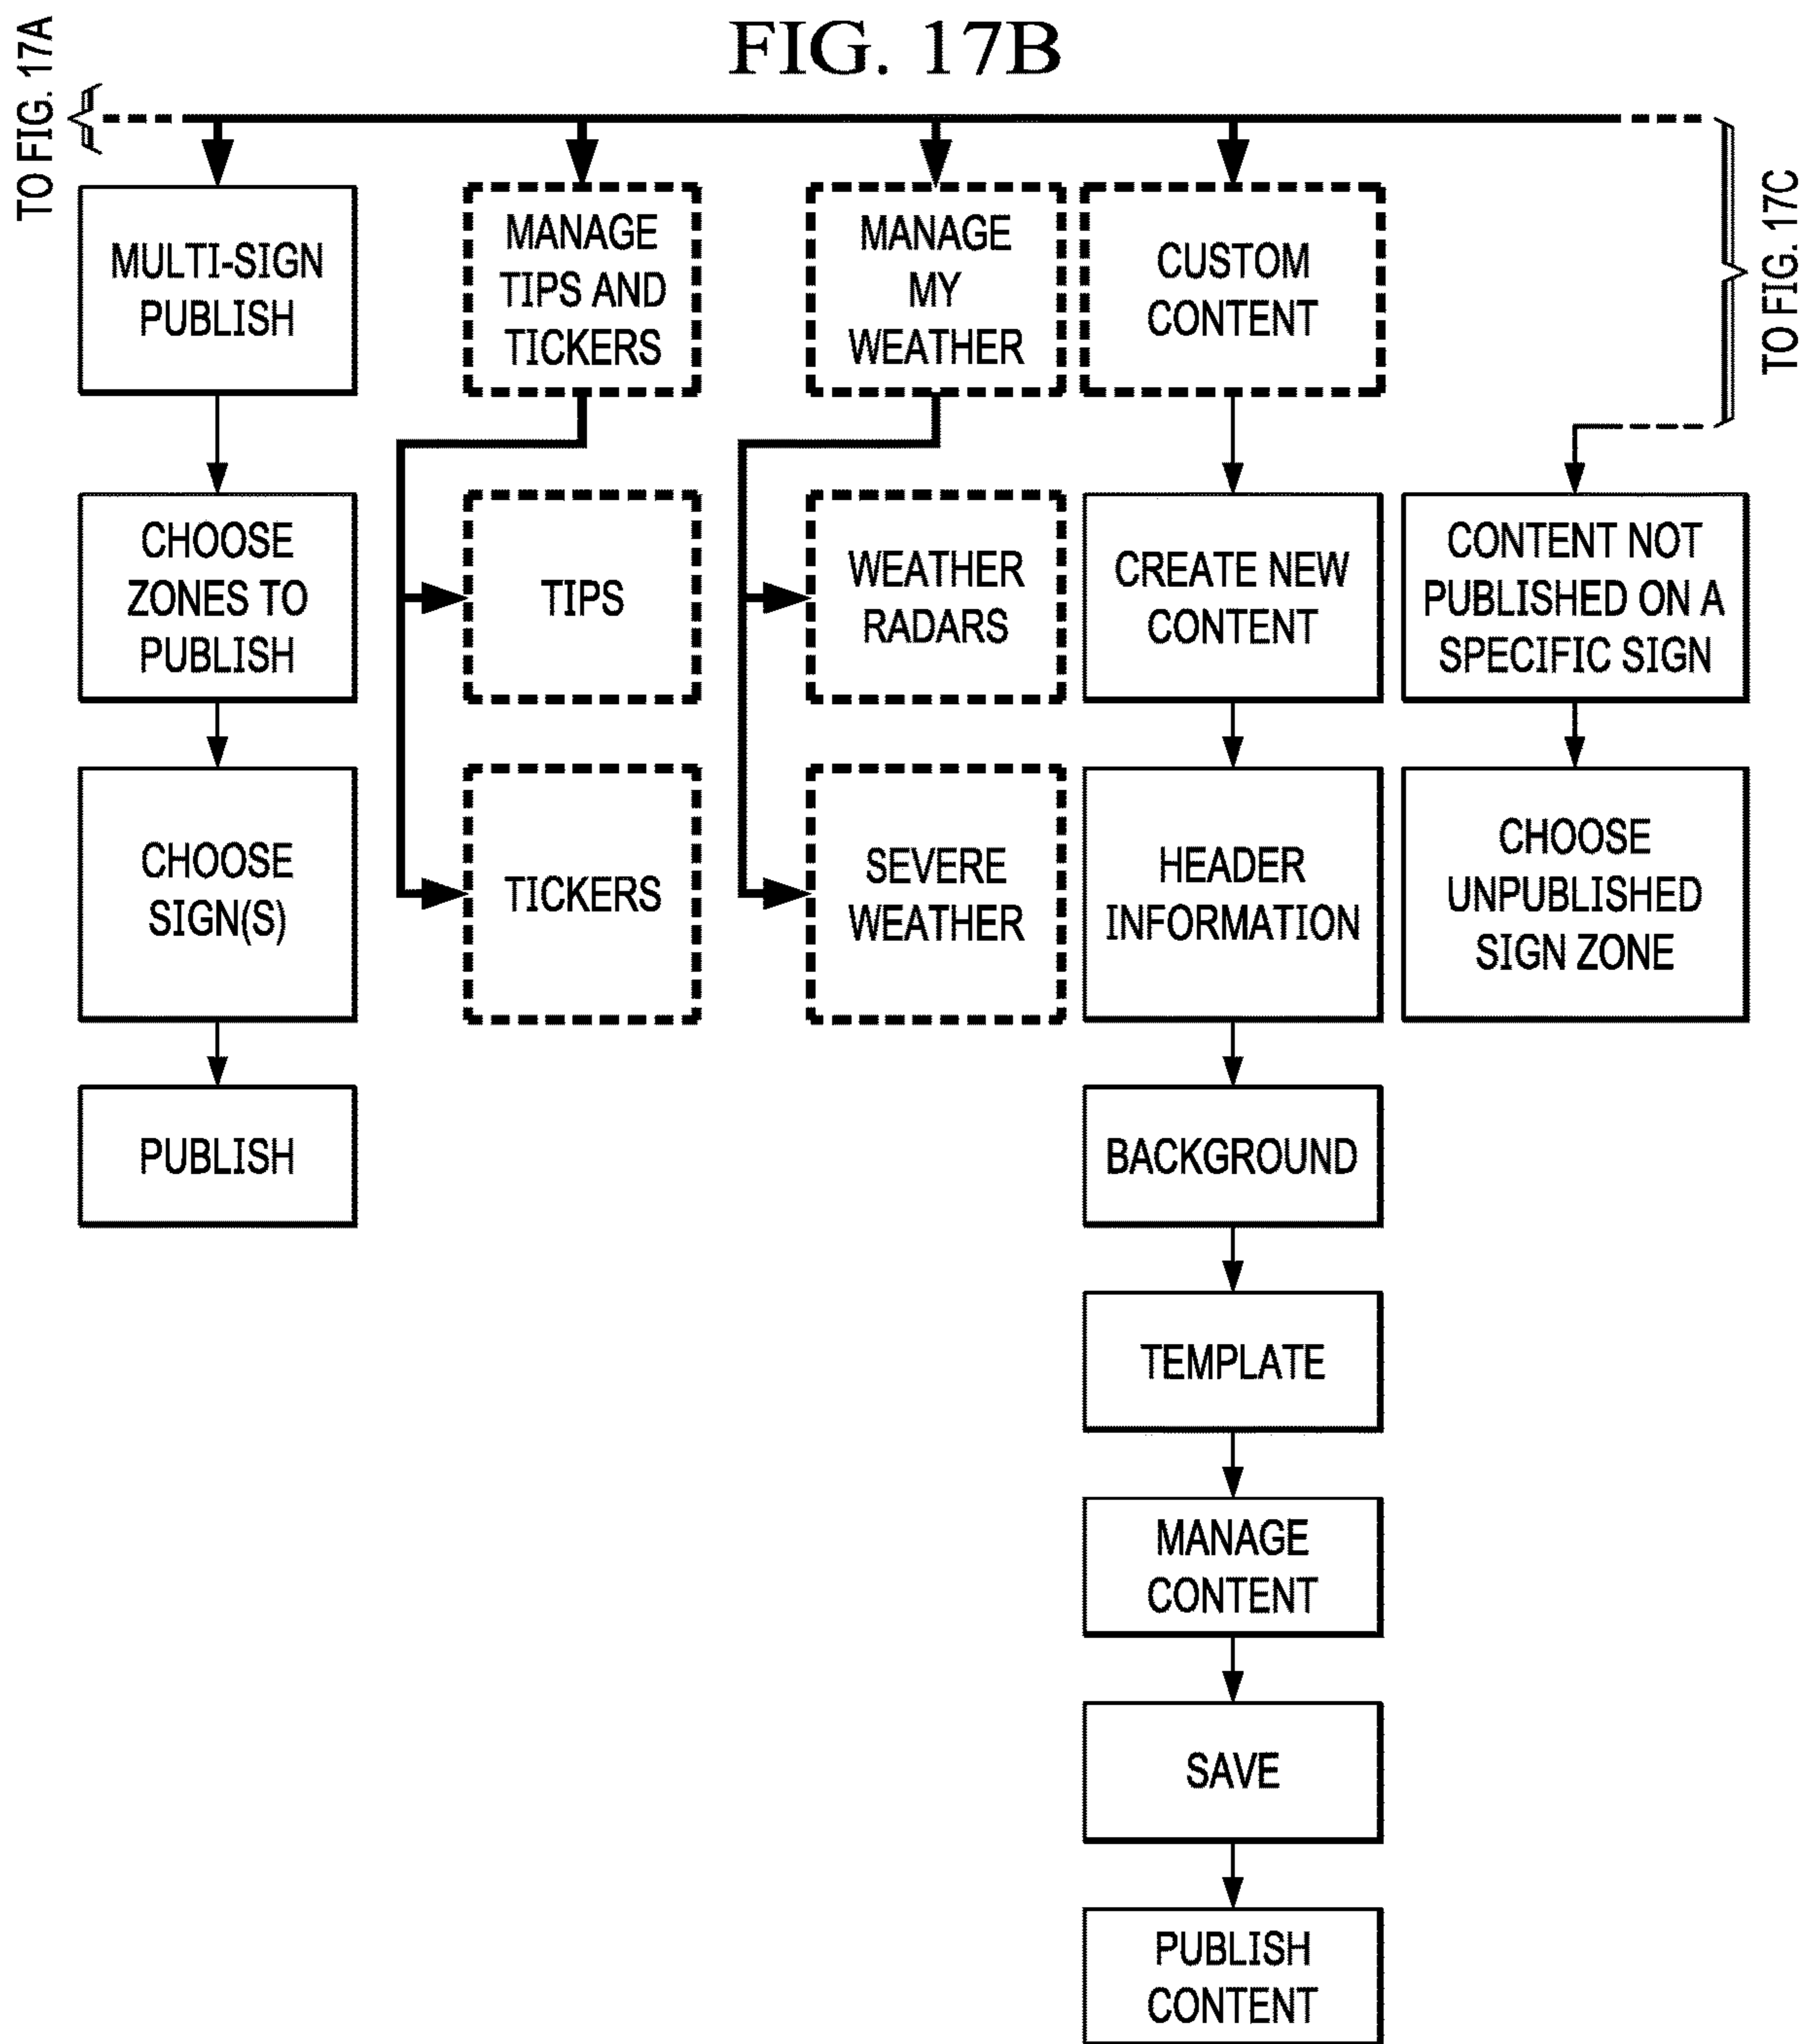 FIG. 17B
TO FIG. 17A
TO FIG. 17C
MULTI-SIGN
PUBLISH
MANAGE
TIPS AND
TICKERS
MANAGE
MY
WEATHER
CUSTOM
CONTENT
CHOOSE
ZONES TO
PUBLISH
TIPS
WEATHER
RADARS
CREATE NEW
CONTENT
CONTENT NOT
PUBLISHED ON A
SPECIFIC SIGN
CHOOSE
SIGN(S)
TICKERS
SEVERE
WEATHER
HEADER
INFORMATION
CHOOSE
UNPUBLISHED
SIGN ZONE
PUBLISH
BACKGROUND
TEMPLATE
MANAGE
CONTENT
SAVE
PUBLISH
CONTENT